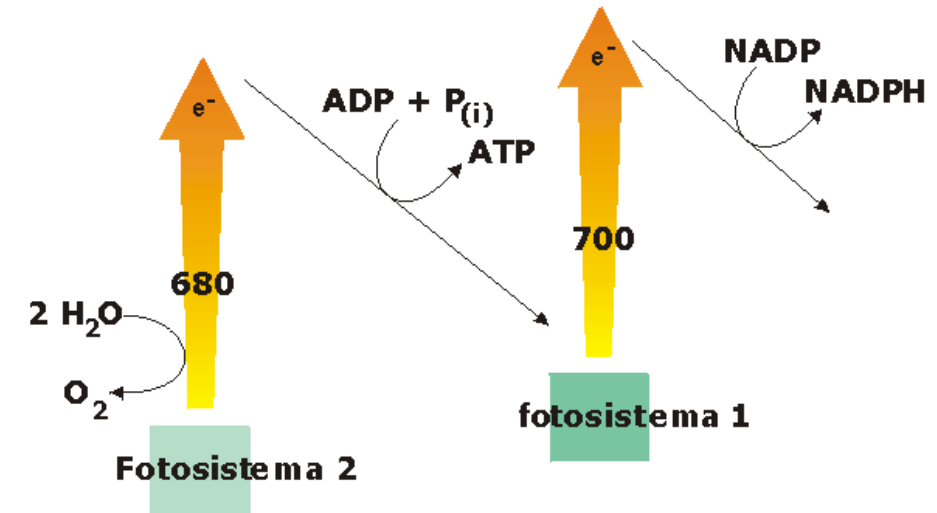 e-
680
2 H2O
O2
Fotosistema 2
ADP + P(i)
ATP
e-
700
fotosistema 1
NADP
NADPH